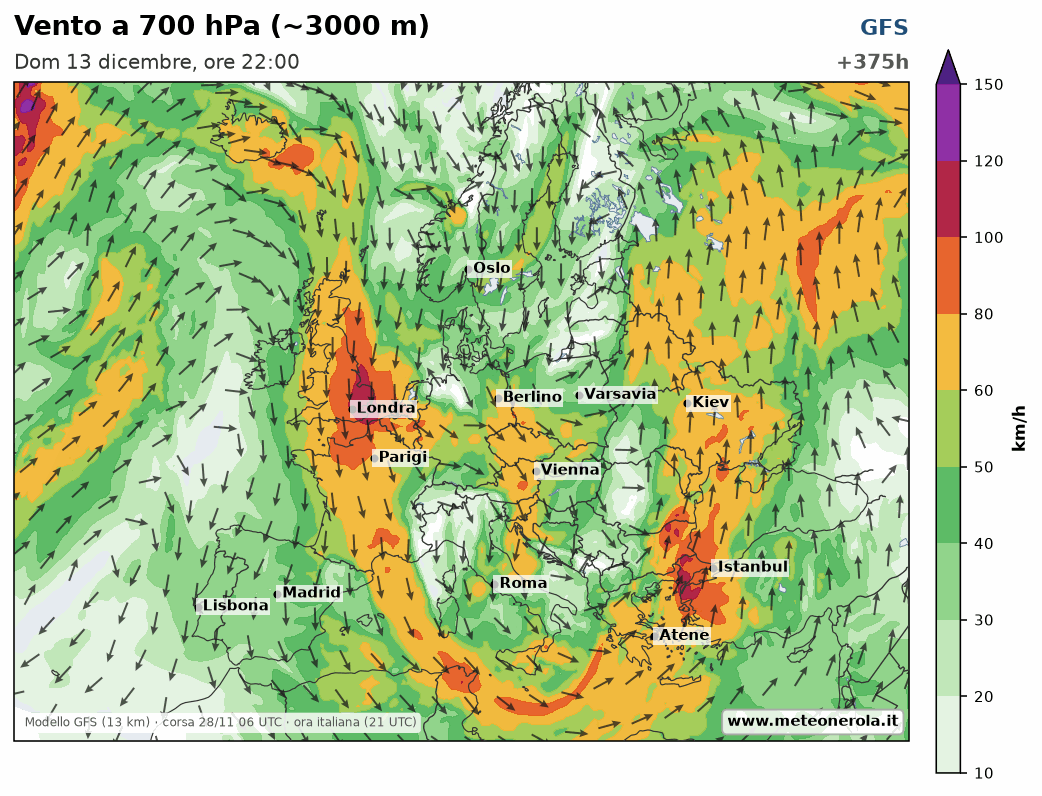 Vento a 700 hPa (~3000 m)
GFS
Dom 13 dicembre, ore 22:00
+375h
150
120
100
80
60
50
40
30
20
10
km/h
Oslo
Berlino
Varsavia
Kiev
Londra
Parigi
Vienna
Istanbul
Roma
Madrid
Lisbona
Atene
Modello GFS (13 km) · corsa 28/11 06 UTC · ora italiana (21 UTC)
www.meteonerola.it